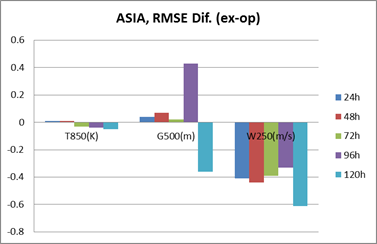 ASIA, RMSE Dif. (ex-op)
0.6
0.4
0.2
0
-0.2
-0.4
-0.6
-0.8
T850(K)
G500(m)
W250(m/s)
24h
48h
72h
96h
120h